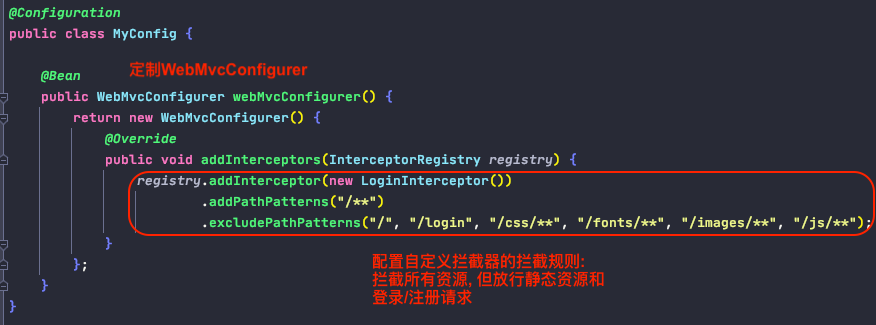 @Configuration
public class MyConfig {
定制WebMvcConfigurer
@Bean
public WebMvcConfigurer webMvcConfigurer() {
return new WebMvcConfigurer() {
@Override
public void addInterceptors(InterceptorRegistry registry) {
registry.addInterceptor(new LoginInterceptor())
.addPathPatterns("/**")
.excludePathPatterns("/", "/login", "/css/**", "/fonts/**", "/images/**", "/js/**");
}
};
}
}
配置自定义拦截器的拦截规则:
拦截所有资源, 但放行静态资源和
登录/注册请求